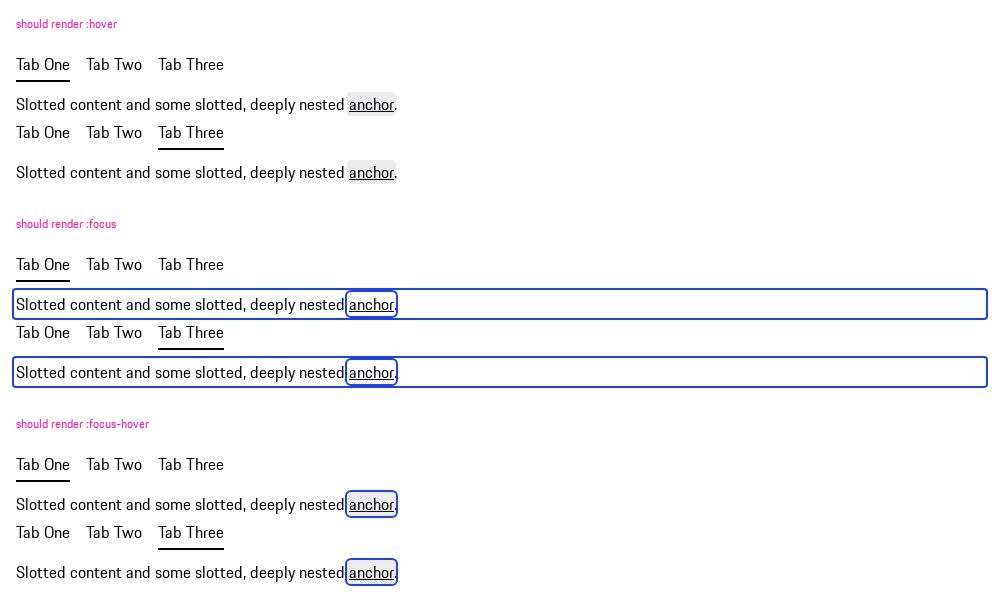 should render :hover
Tab One Tab Two Tab Three
Slotted content and some slotted, deeply nested anchor.
Tab One Tab Two Tab Three
Slotted content and some slotted, deeply nested anchor.
should render :focus
Tab One Tab Two Tab Three
Slotted content and some slotted, deeply nested anchor.
Tab One Tab Two Tab Three
Slotted content and some slotted, deeply nested anchor.
should render :focus-hover
Tab One Tab Two Tab Three
Slotted content and some slotted, deeply nested anchor.
Tab One Tab Two Tab Three
Slotted content and some slotted, deeply nested anchor.